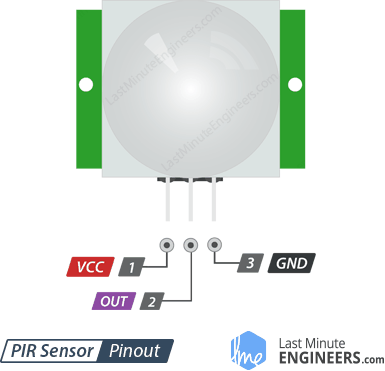 LastMinuteEngineers.com
LastMinuteEngineers.com
LastMinuteEngineers.com
VCC 1
3 GND
OUT 2
PIR Sensor Pinout
lme
Last Minute
ENGINEERS.com